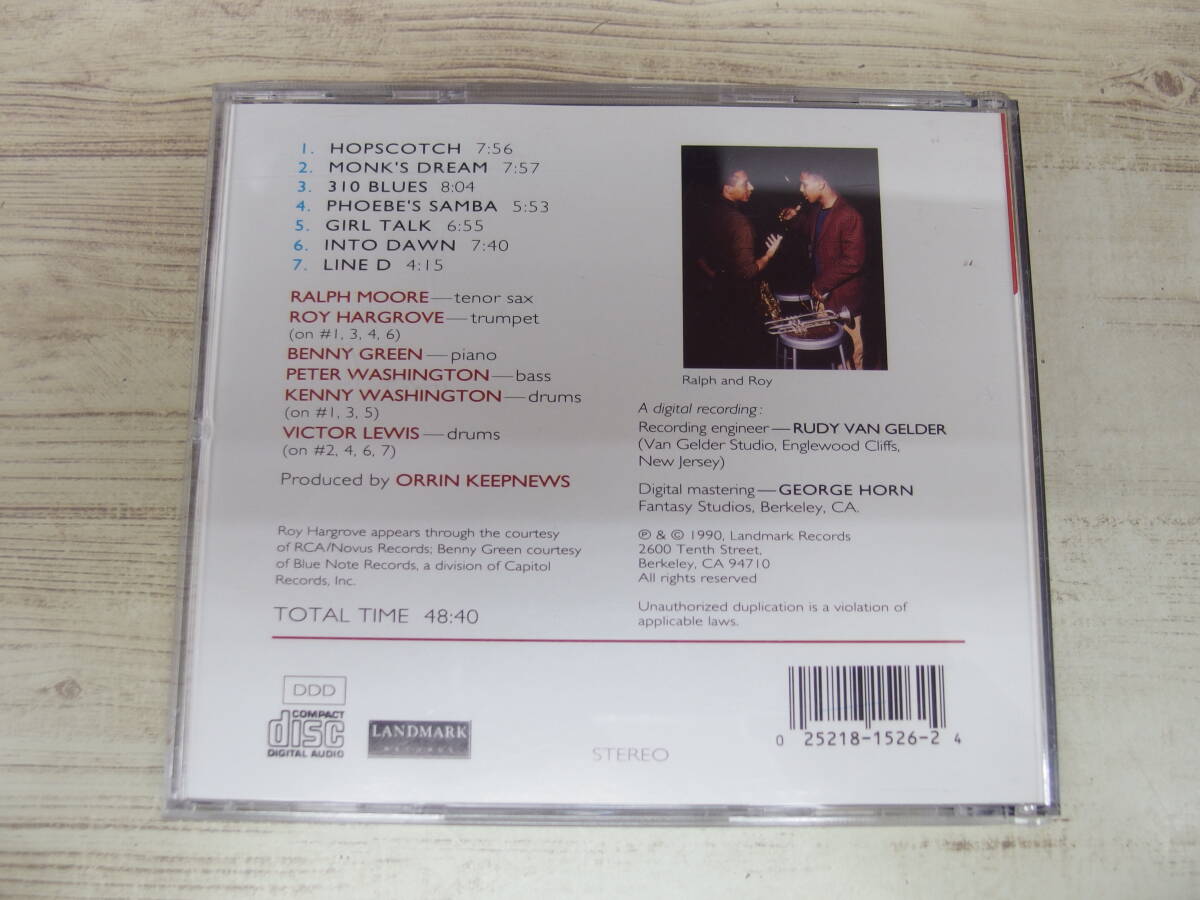 1. HOPSCOTCH 7:56
2. MONK'S DREAM 7:57
3. 310 BLUES 8:04
4. PHOEBE'S SAMBA 5:53
5. GIRL TALK 6:55
6. INTO DAWN 7:40
7. LINE D 4:15
RALPH MOORE—tenor sax
ROY HARGROVE—trumpet
(on #1, 3, 4, 6)
BENNY GREEN—piano
PETER WASHINGTON—bass
KENNY WASHINGTON—drums
(on #1, 3, 5)
VICTOR LEWIS—drums
(on #2, 4, 6, 7)
Produced by ORRIN KEEPNEWS
Roy Hargrove appears through the courtesy
of RCA/Novus Records; Benny Green courtesy
of Blue Note Records, a division of Capitol
Records, Inc.
TOTAL TIME 48:40
Ralph and Roy
A digital recording:
Recording engineer—RUDY VAN GELDER
(Van Gelder Studio, Englewood Cliffs,
New Jersey)
Digital mastering—GEORGE HORN
Fantasy Studios, Berkeley, CA.
℗ & © 1990, Landmark Records
2600 Tenth Street,
Berkeley, CA 94710
All rights reserved
Unauthorized duplication is a violation of
applicable laws.
DDD
COMPACT
disc
DIGITAL AUDIO
LANDMARK
RECORDS
STEREO
0 25218-1526-2 4